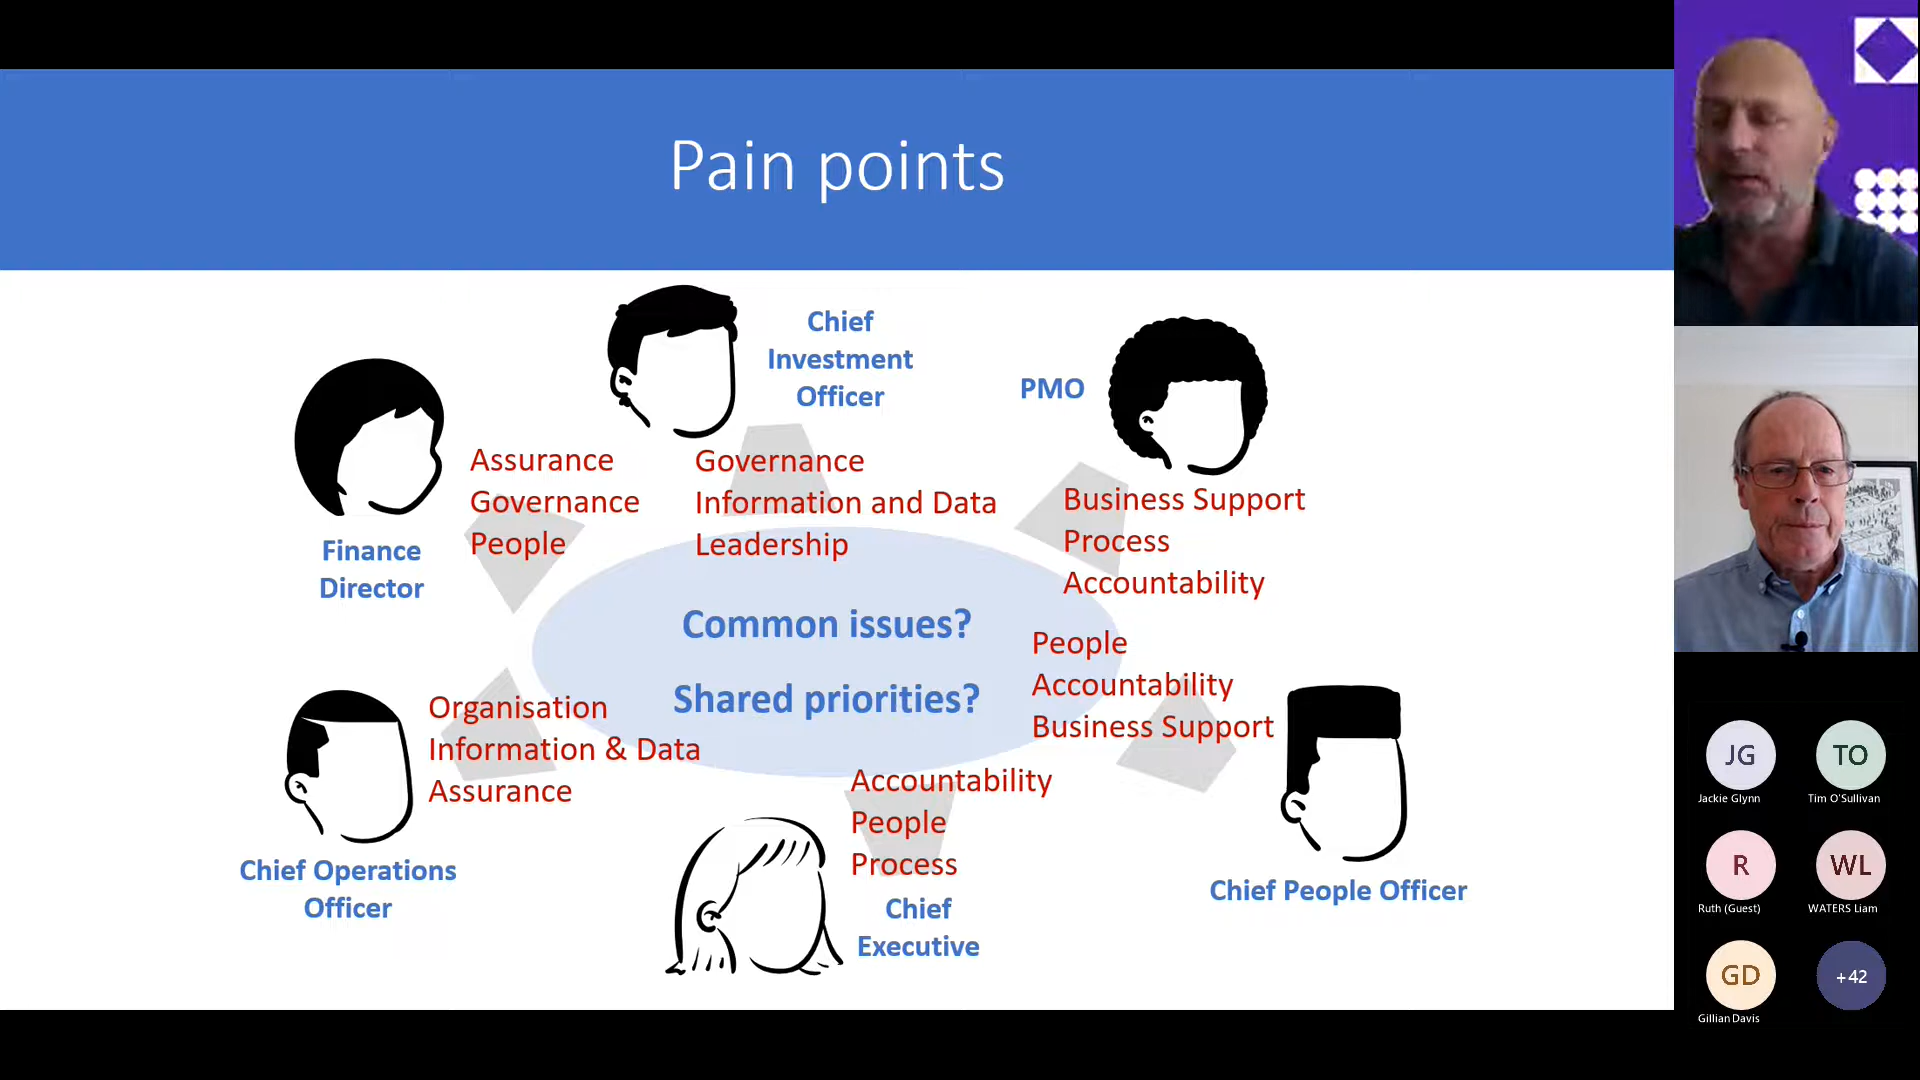 Pain points
Chief
Investment
Officer
PMO
Assurance
Governance
People
Governance
Information and Data
Leadership
Business Support
Process
Accountability
Finance
Director
Common issues?
Shared priorities?
People
Accountability
Business Support
Organisation
Information & Data
Assurance
Accountability
People
Process
Chief Operations
Officer
Chief
Executive
Chief People Officer
JG
Jackie Glynn
TO
Tim O'Sullivan
R
Ruth (Guest)
WL
WATERS Liam
GD
Gillian Davis
+42